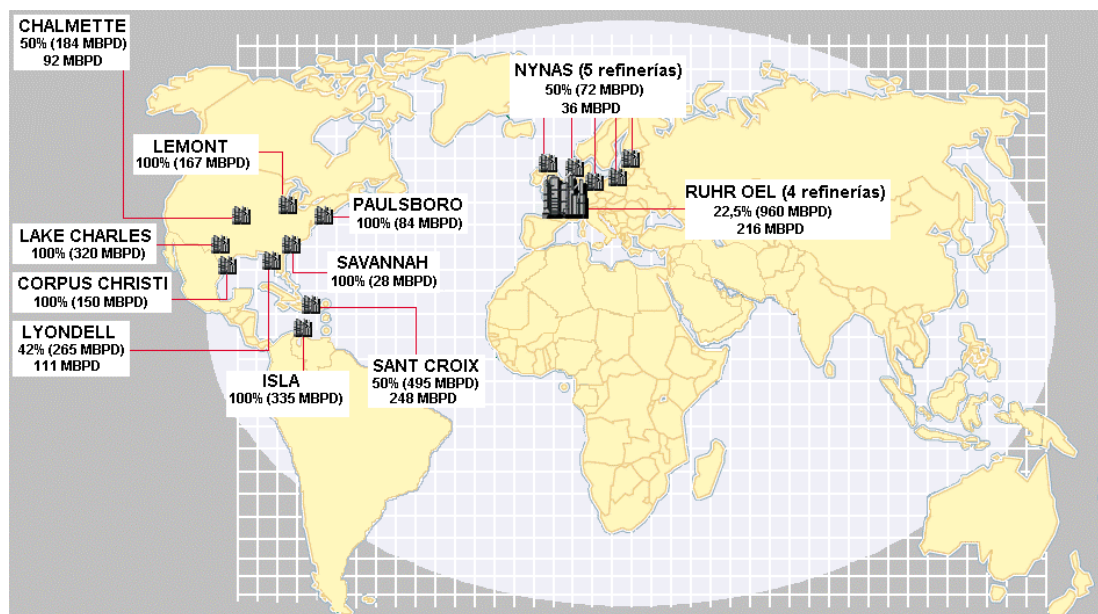 CHALMETTE
50% (184 MBPD)
92 MBPD
NYNAS (5 refinerías)
50% (72 MBPD)
36 MBPD
LEMONT
100% (167 MBPD)
PAULSBORO
100% (84 MBPD)
RUHR OEL (4 refinerías)
22,5% (960 MBPD)
216 MBPD
LAKE CHARLES
100% (320 MBPD)
SAVANNAH
100% (28 MBPD)
CORPUS CHRISTI
100% (150 MBPD)
LYONDELL
42% (265 MBPD)
111 MBPD
ISLA
100% (335 MBPD)
SANT CROIX
50% (495 MBPD)
248 MBPD